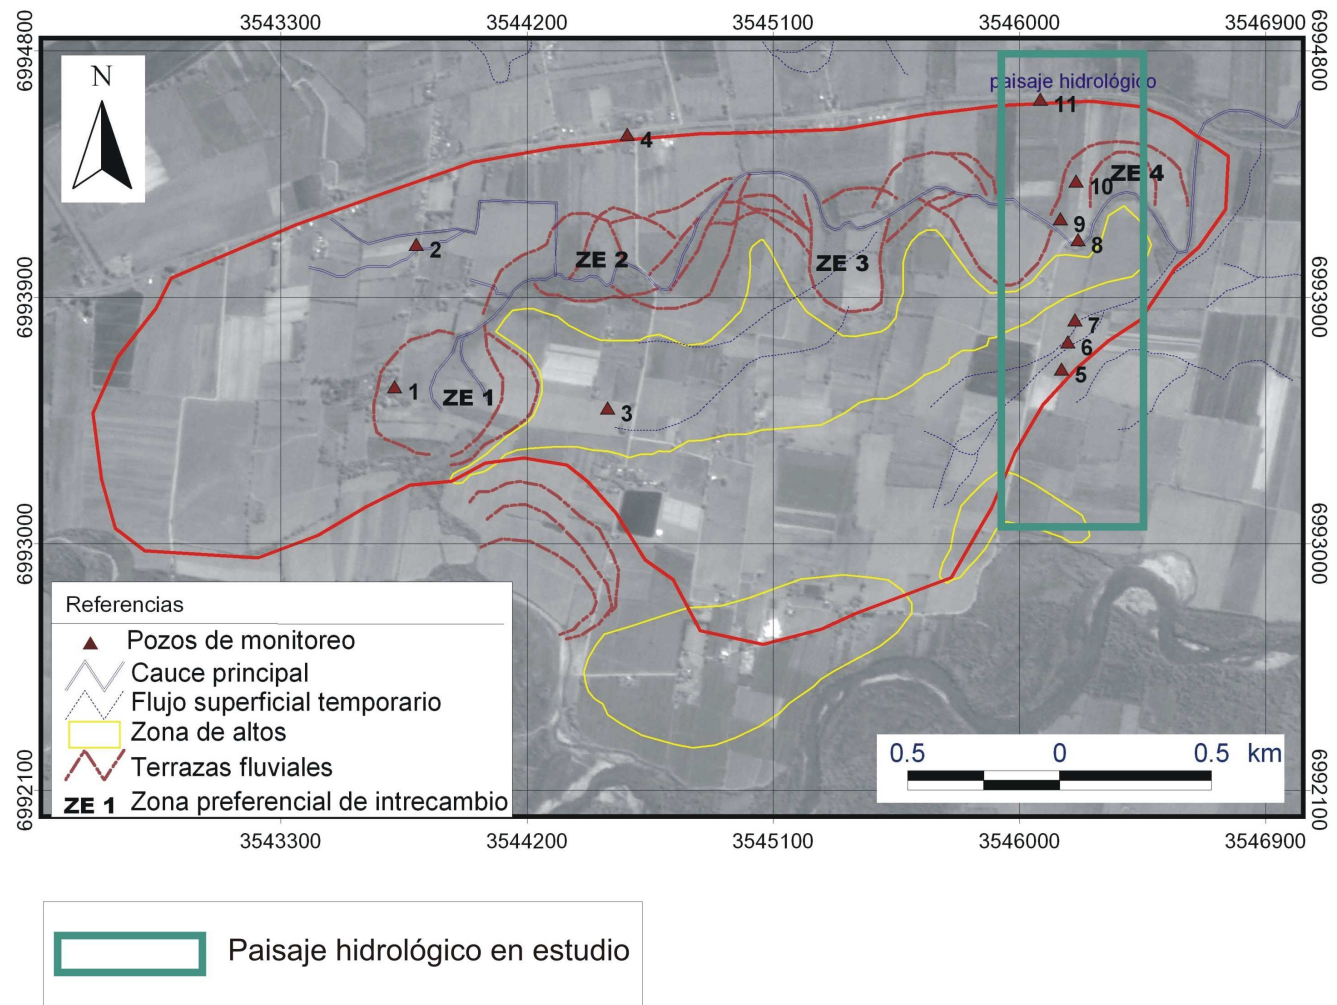 3543300 3544200 3545100 3546000 3546900
6994800
6994800
N
paisaje hidrológico
11
4
ZE 4
10
9
2
8
ZE 2
ZE 3
6993900
6993900
7
6
5
1
ZE 1
3
6993000
6993000
Referencias
Pozos de monitoreo
Cauce principal
Flujo superficial temporario
Zona de altos
Terrazas fluviales
ZE 1 Zona preferencial de intrecambio
0.5 0 0.5 km
6992100
6992100
3543300 3544200 3545100 3546000 3546900
Paisaje hidrológico en estudio